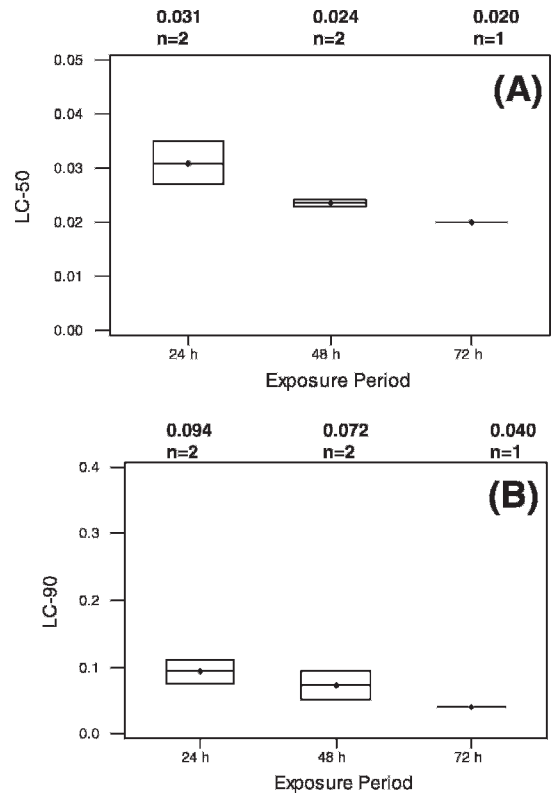 0.031 0.024 0.020
n=2 n=2 n=1
(A)
0.05
0.04
0.03
0.02
0.01
0.00
LC-50
24 h 48 h 72 h
Exposure Period
0.094 0.072 0.040
n=2 n=2 n=1
(B)
0.4
0.3
0.2
0.1
0.0
LC-90
24 h 48 h 72 h
Exposure Period